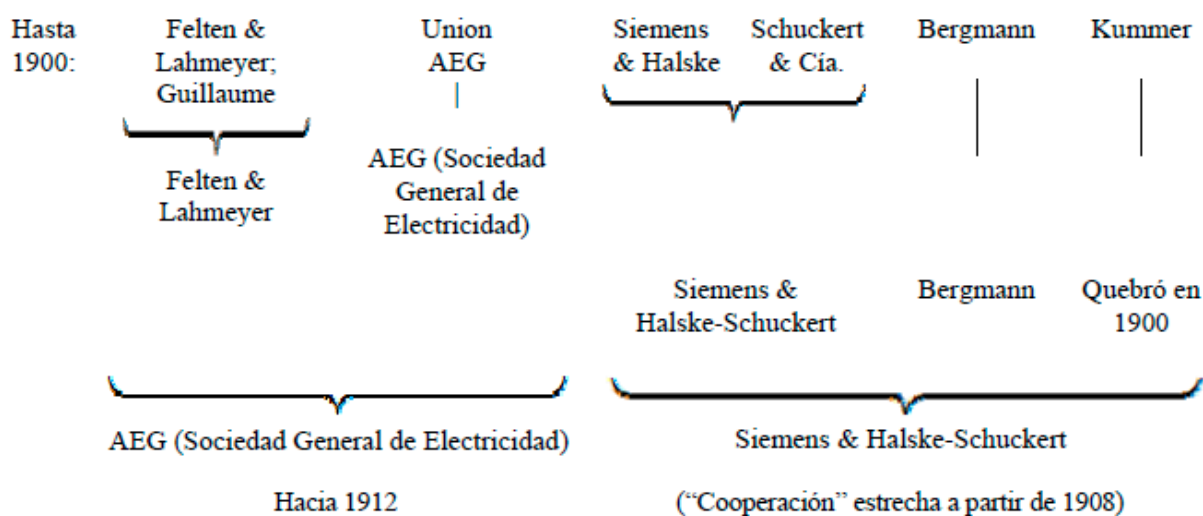 Hasta
1900:
Felten &
Lahmeyer;
Guillaume
Union
AEG
Siemens
& Halske
Schuckert
& Cía.
Bergmann
Kummer
Felten &
Lahmeyer
AEG (Sociedad
General de
Electricidad)
Siemens &
Halske-Schuckert
Bergmann
Quebró en
1900
AEG (Sociedad General de Electricidad)
Siemens & Halske-Schuckert
Hacia 1912
(“Cooperación” estrecha a partir de 1908)